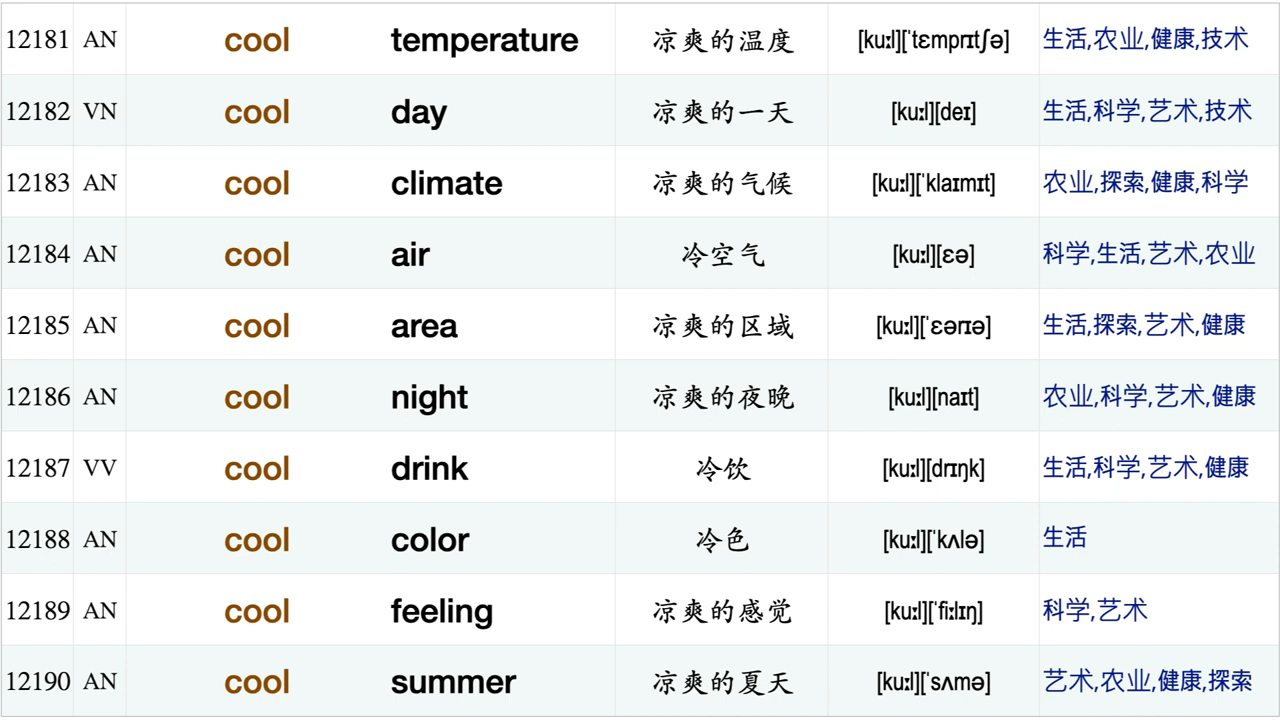 12181 AN cool temperature 凉爽的温度 [kuːl][ˈtɛmprɪtʃə] 生活,农业,健康,技术
12182 VN cool day 凉爽的一天 [kuːl][deɪ] 生活,科学,艺术,技术
12183 AN cool climate 凉爽的气候 [kuːl][ˈklaɪmɪt] 农业,探索,健康,科学
12184 AN cool air 冷空气 [kuːl][ɛə] 科学,生活,艺术,农业
12185 AN cool area 凉爽的区域 [kuːl][ˈɛərɪə] 生活,探索,艺术,健康
12186 AN cool night 凉爽的夜晚 [kuːl][naɪt] 农业,科学,艺术,健康
12187 VV cool drink 冷饮 [kuːl][drɪŋk] 生活,科学,艺术,健康
12188 AN cool color 冷色 [kuːl][ˈkʌlə] 生活
12189 AN cool feeling 凉爽的感觉 [kuːl][ˈfiːlɪŋ] 科学,艺术
12190 AN cool summer 凉爽的夏天 [kuːl][ˈsʌmə] 艺术,农业,健康,探索